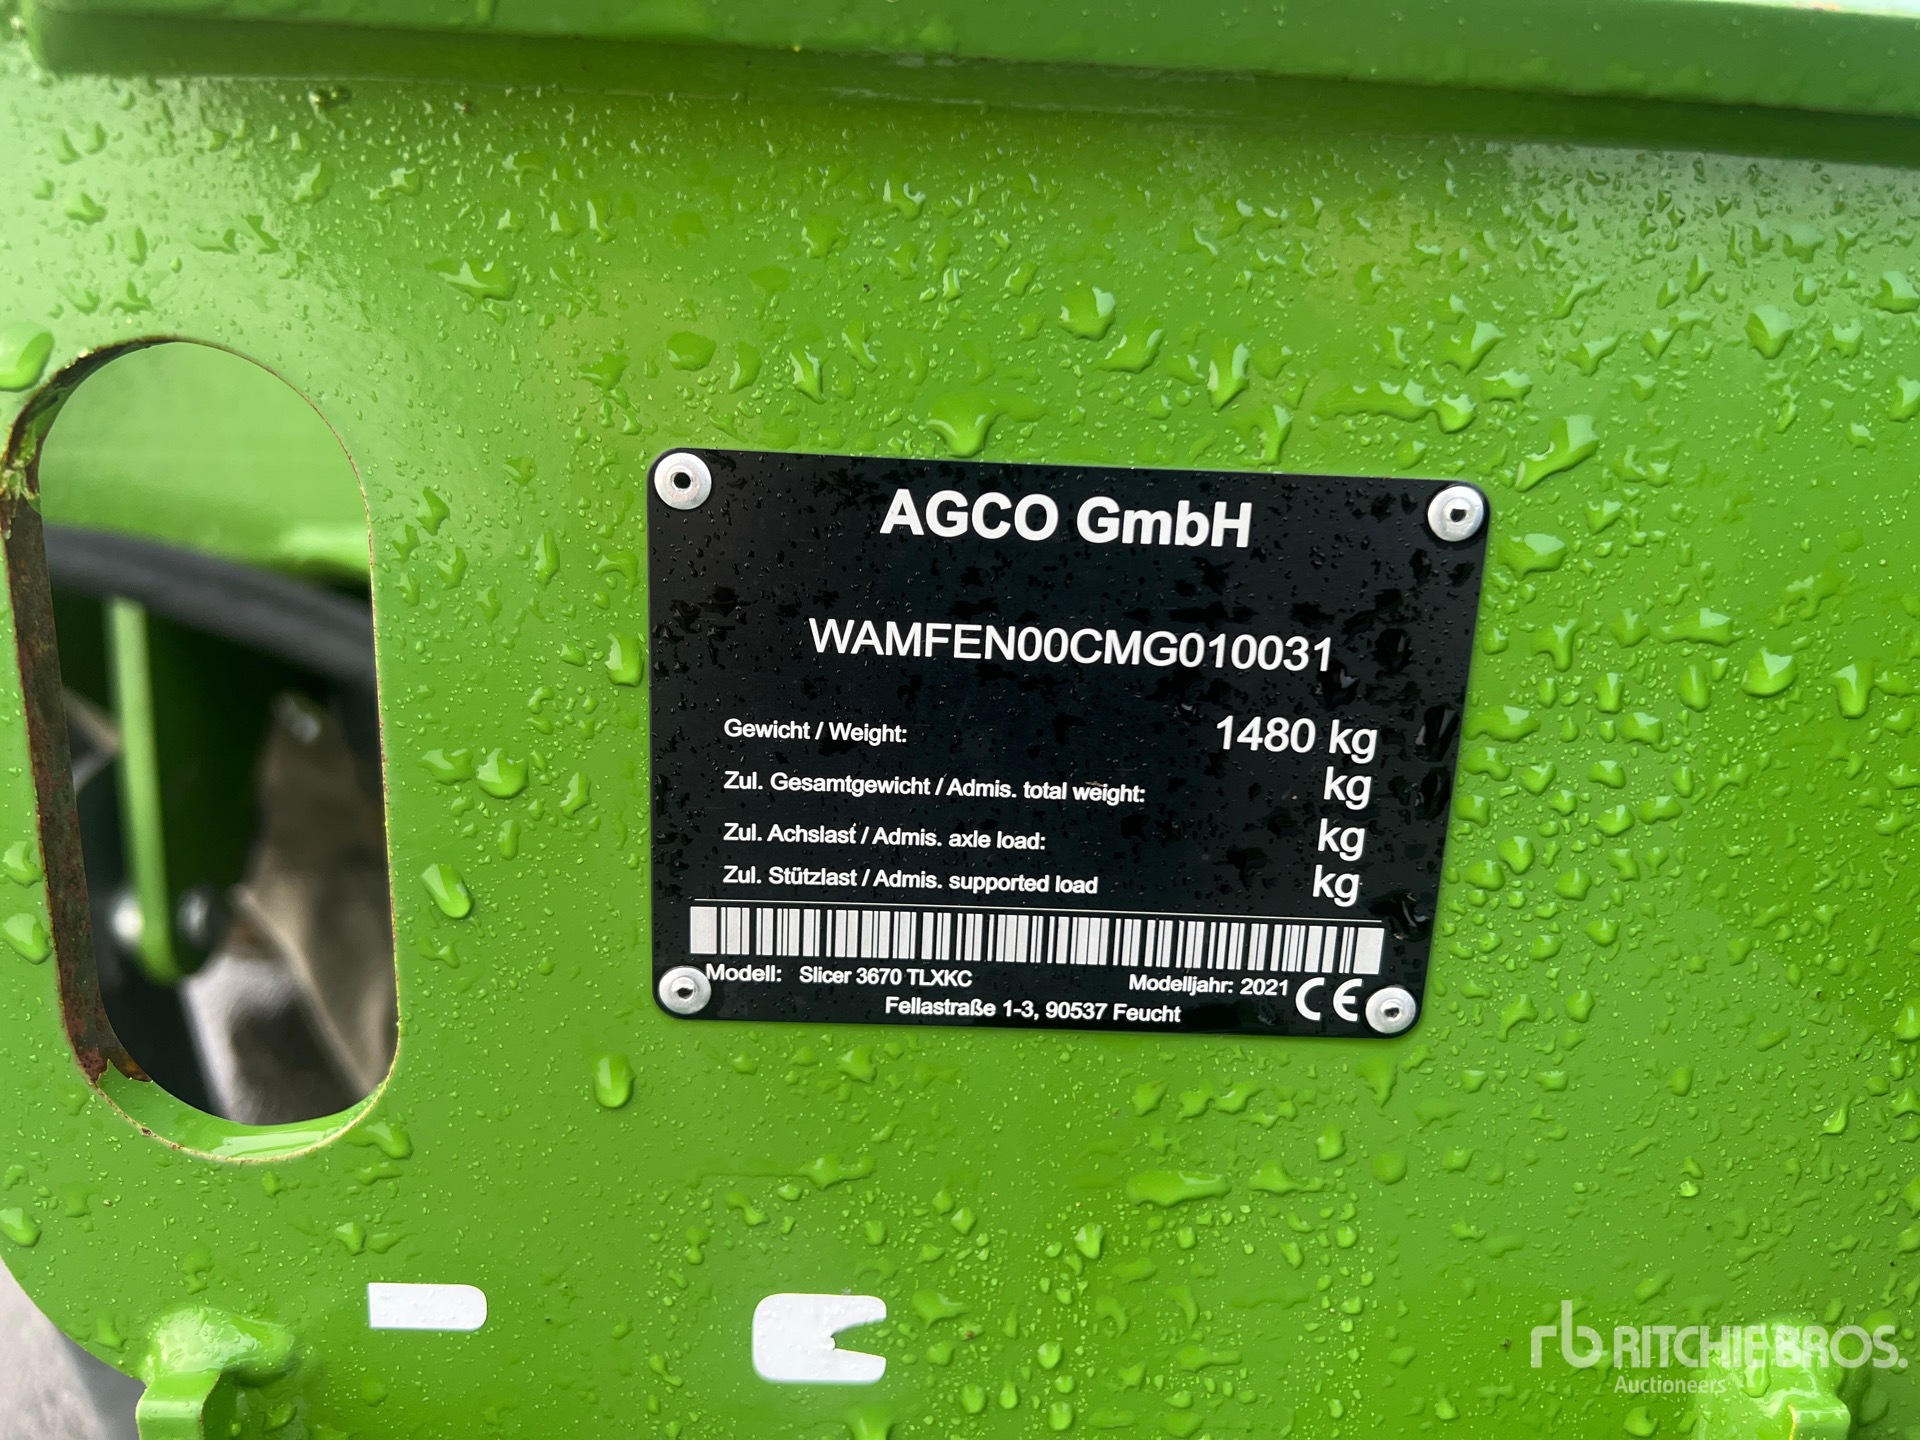 AGCO GmbH
WAMFEN00CMG010031
Gewicht / Weight: 1480 kg
Zul. Gesamtgewicht / Admis. total weight: kg
Zul. Achslast / Admis. axle load: kg
Zul. Stützlast / Admis. supported load kg
Modell: Slicer 3670 TLXKC Modelljahr: 2021 CE
Fellastraße 1-3, 90537 Feucht
rb RITCHIE BROS.
Auctioneers